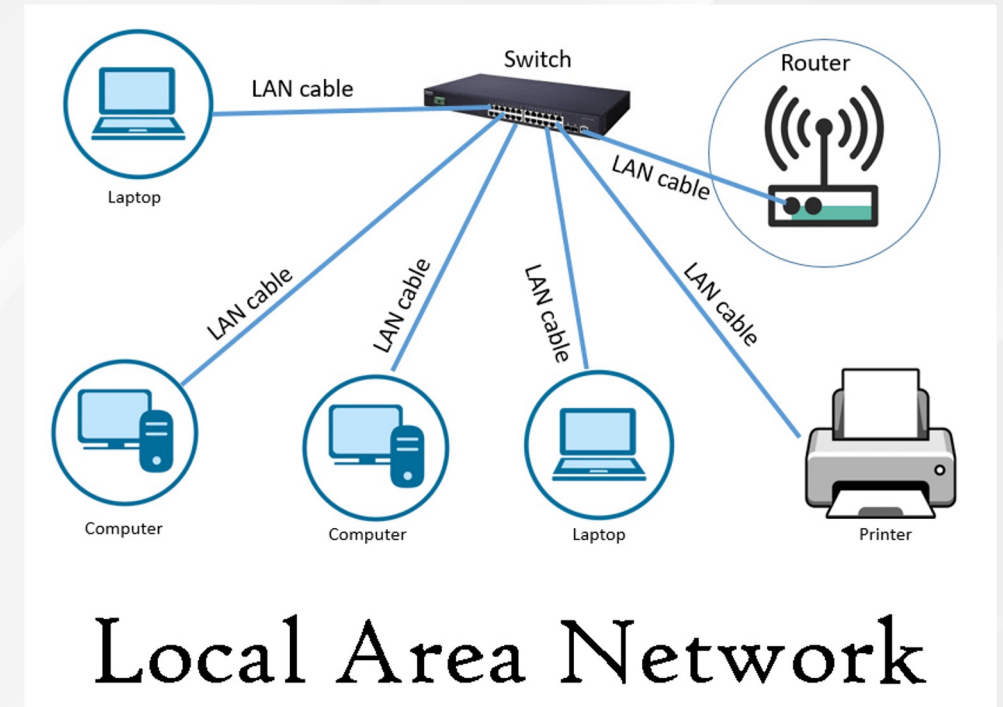 Switch
Router
LAN cable
LAN cable
Laptop
LAN cable
LAN cable
LAN cable
LAN cable
Computer
Computer
Laptop
Printer
Local Area Network